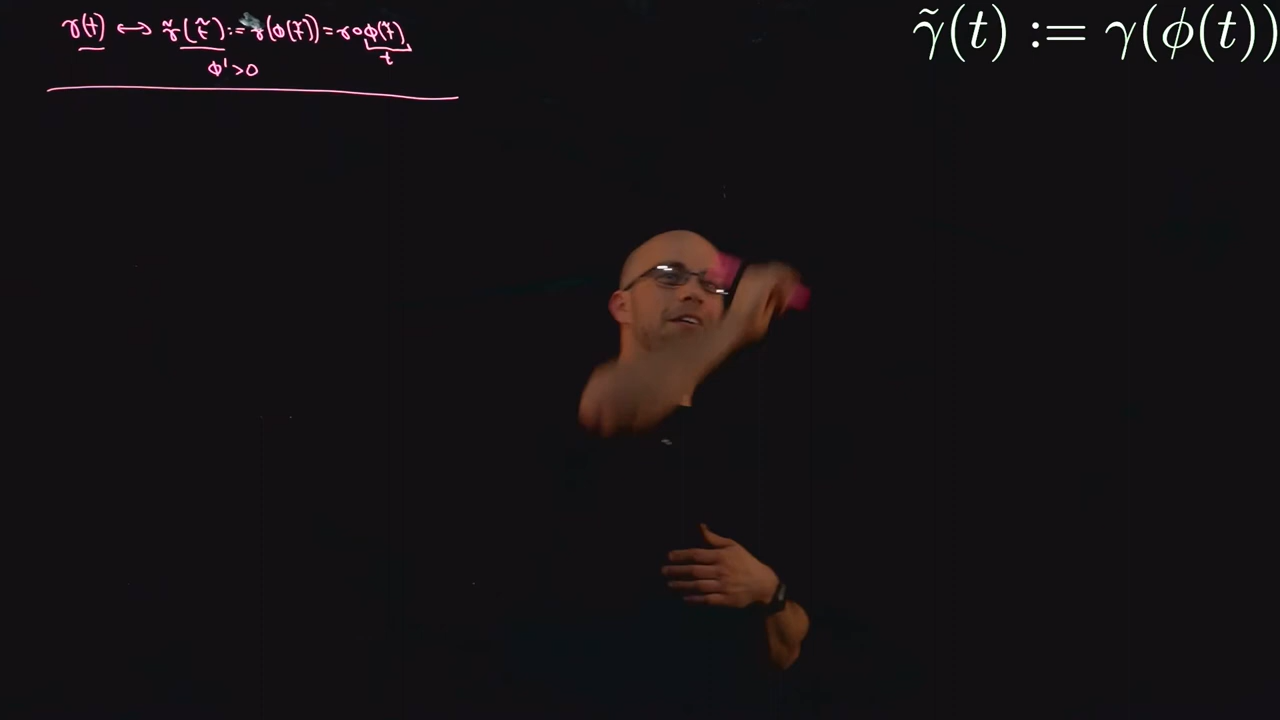 γ(t) ↔ γ̃(t̃) := γ(ϕ(t̃)) = γ∘ϕ(t̃)
t
ϕ' > 0
γ̃(t) := γ(ϕ(t))